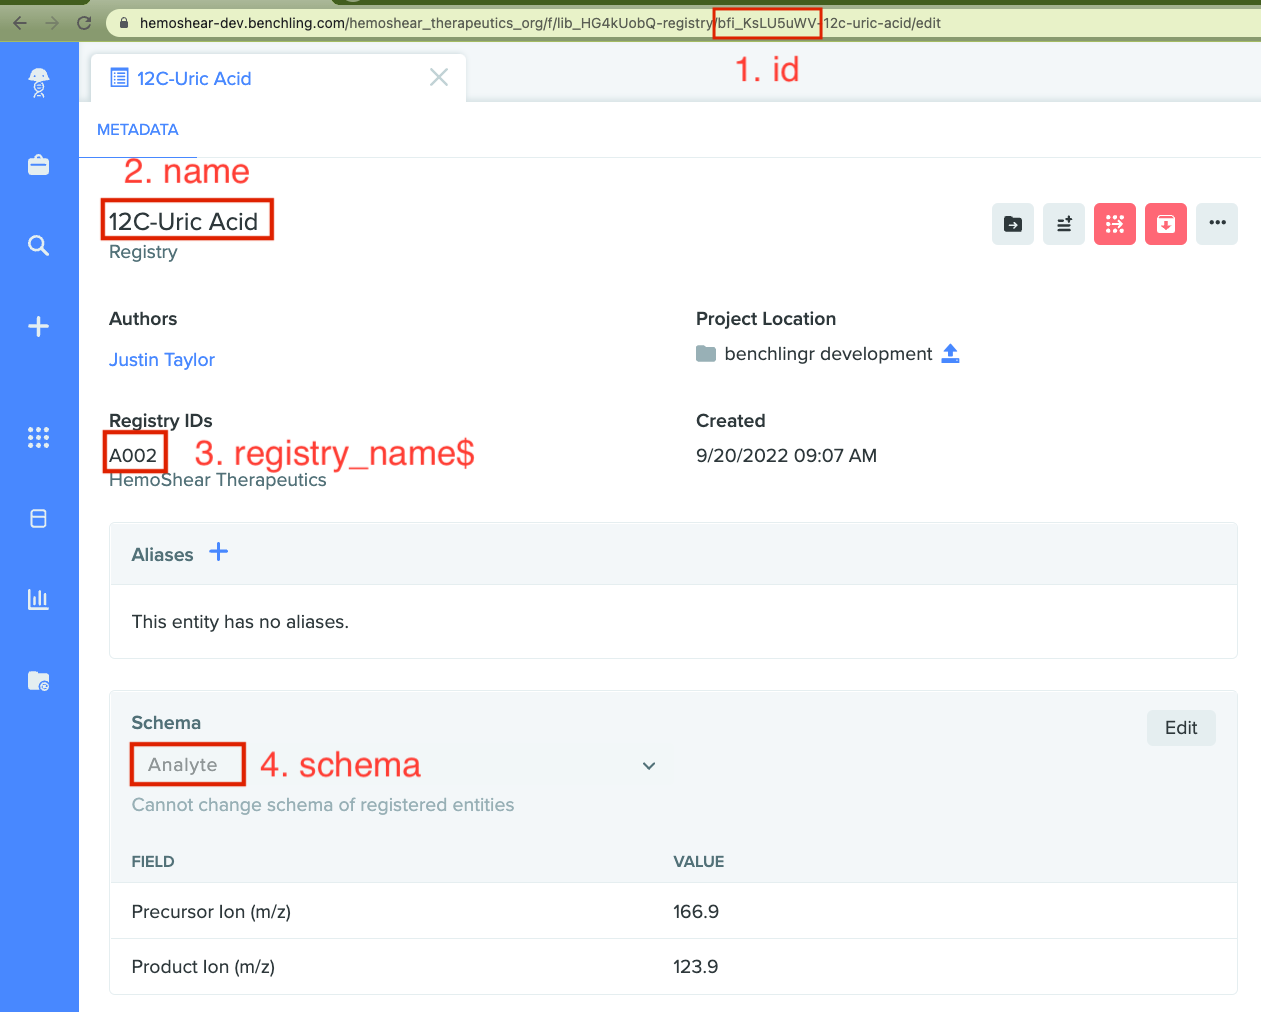 hemoshear-dev.benchling.com/hemoshear_therapeutics_org/f/lib_HG4kUobQ-registry/bfi_KsLU5uWV-12c-uric-acid/edit
1. id
12C-Uric Acid
METADATA
2. name
12C-Uric Acid
Registry
Authors
Project Location
Justin Taylor
benchlingr development
Registry IDs
Created
A002
3. registry_name$
9/20/2022 09:07 AM
HemoShear Therapeutics
Aliases
This entity has no aliases.
Schema
Edit
Analyte
4. schema
Cannot change schema of registered entities
FIELD VALUE
Precursor Ion (m/z) 166.9
Product Ion (m/z) 123.9